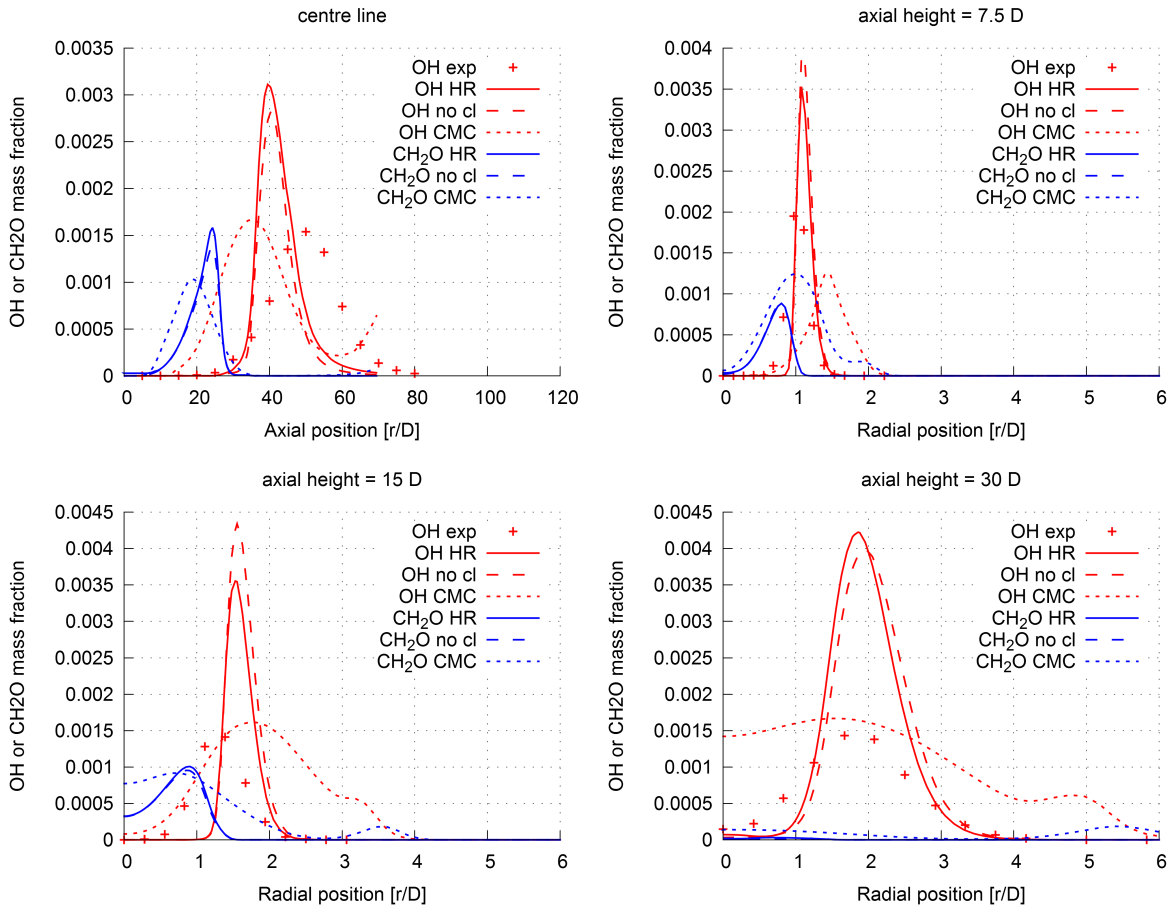 centre line
0.0035
0.003
0.0025
0.002
0.0015
0.001
0.0005
0
OH or CH2O mass fraction
OH exp
OH HR
OH no cl
OH CMC
CH₂O HR
CH₂O no cl
CH₂O CMC
0 20 40 60 80 100 120
Axial position [r/D]
axial height = 7.5 D
0.004
0.0035
0.003
0.0025
0.002
0.0015
0.001
0.0005
0
OH or CH2O mass fraction
OH exp
OH HR
OH no cl
OH CMC
CH₂O HR
CH₂O no cl
CH₂O CMC
0 1 2 3 4 5 6
Radial position [r/D]
axial height = 15 D
0.0045
0.004
0.0035
0.003
0.0025
0.002
0.0015
0.001
0.0005
0
OH or CH2O mass fraction
OH exp
OH HR
OH no cl
OH CMC
CH₂O HR
CH₂O no cl
CH₂O CMC
0 1 2 3 4 5 6
Radial position [r/D]
axial height = 30 D
0.0045
0.004
0.0035
0.003
0.0025
0.002
0.0015
0.001
0.0005
0
OH or CH2O mass fraction
OH exp
OH HR
OH no cl
OH CMC
CH₂O HR
CH₂O no cl
CH₂O CMC
0 1 2 3 4 5 6
Radial position [r/D]